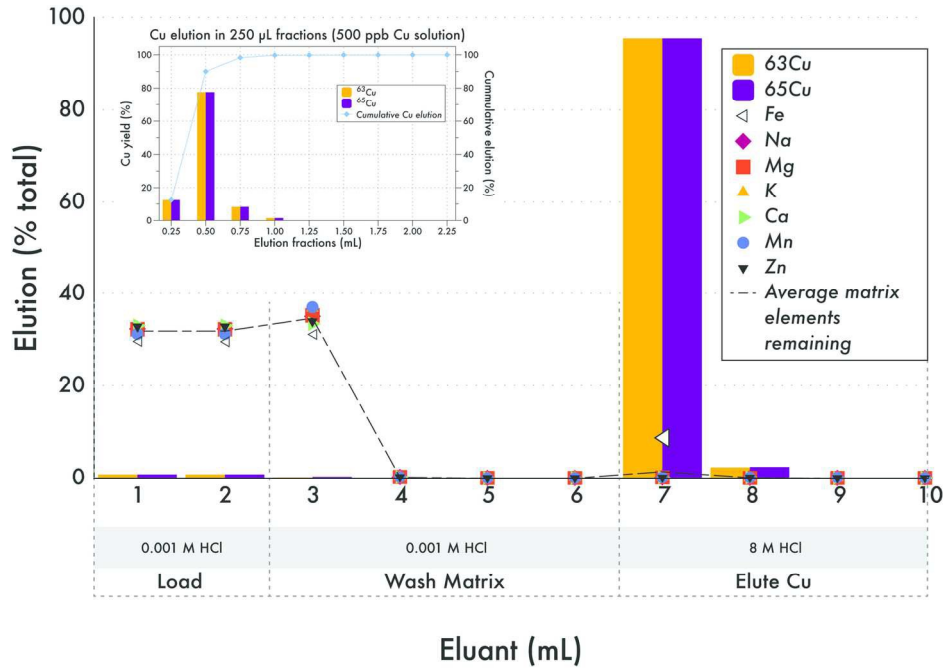 Cu elution in 250 µL fractions (500 ppb Cu solution)
100
80
60
40
20
0
Cu yield (%)
100
80
60
40
20
0
Cummulative elution (%)
63Cu
65Cu
Cumulative Cu elution
0.25 0.50 0.75 1.00 1.25 1.50 1.75 2.00 2.25
Elution fractions (mL)
100
80
60
40
20
0
Elution (% total)
63Cu
65Cu
Fe
Na
Mg
K
Ca
Mn
Zn
Average matrix
elements
remaining
1 2 3 4 5 6 7 8 9 10
0.001 M HCl 0.001 M HCl 8 M HCl
Load Wash Matrix Elute Cu
Eluant (mL)